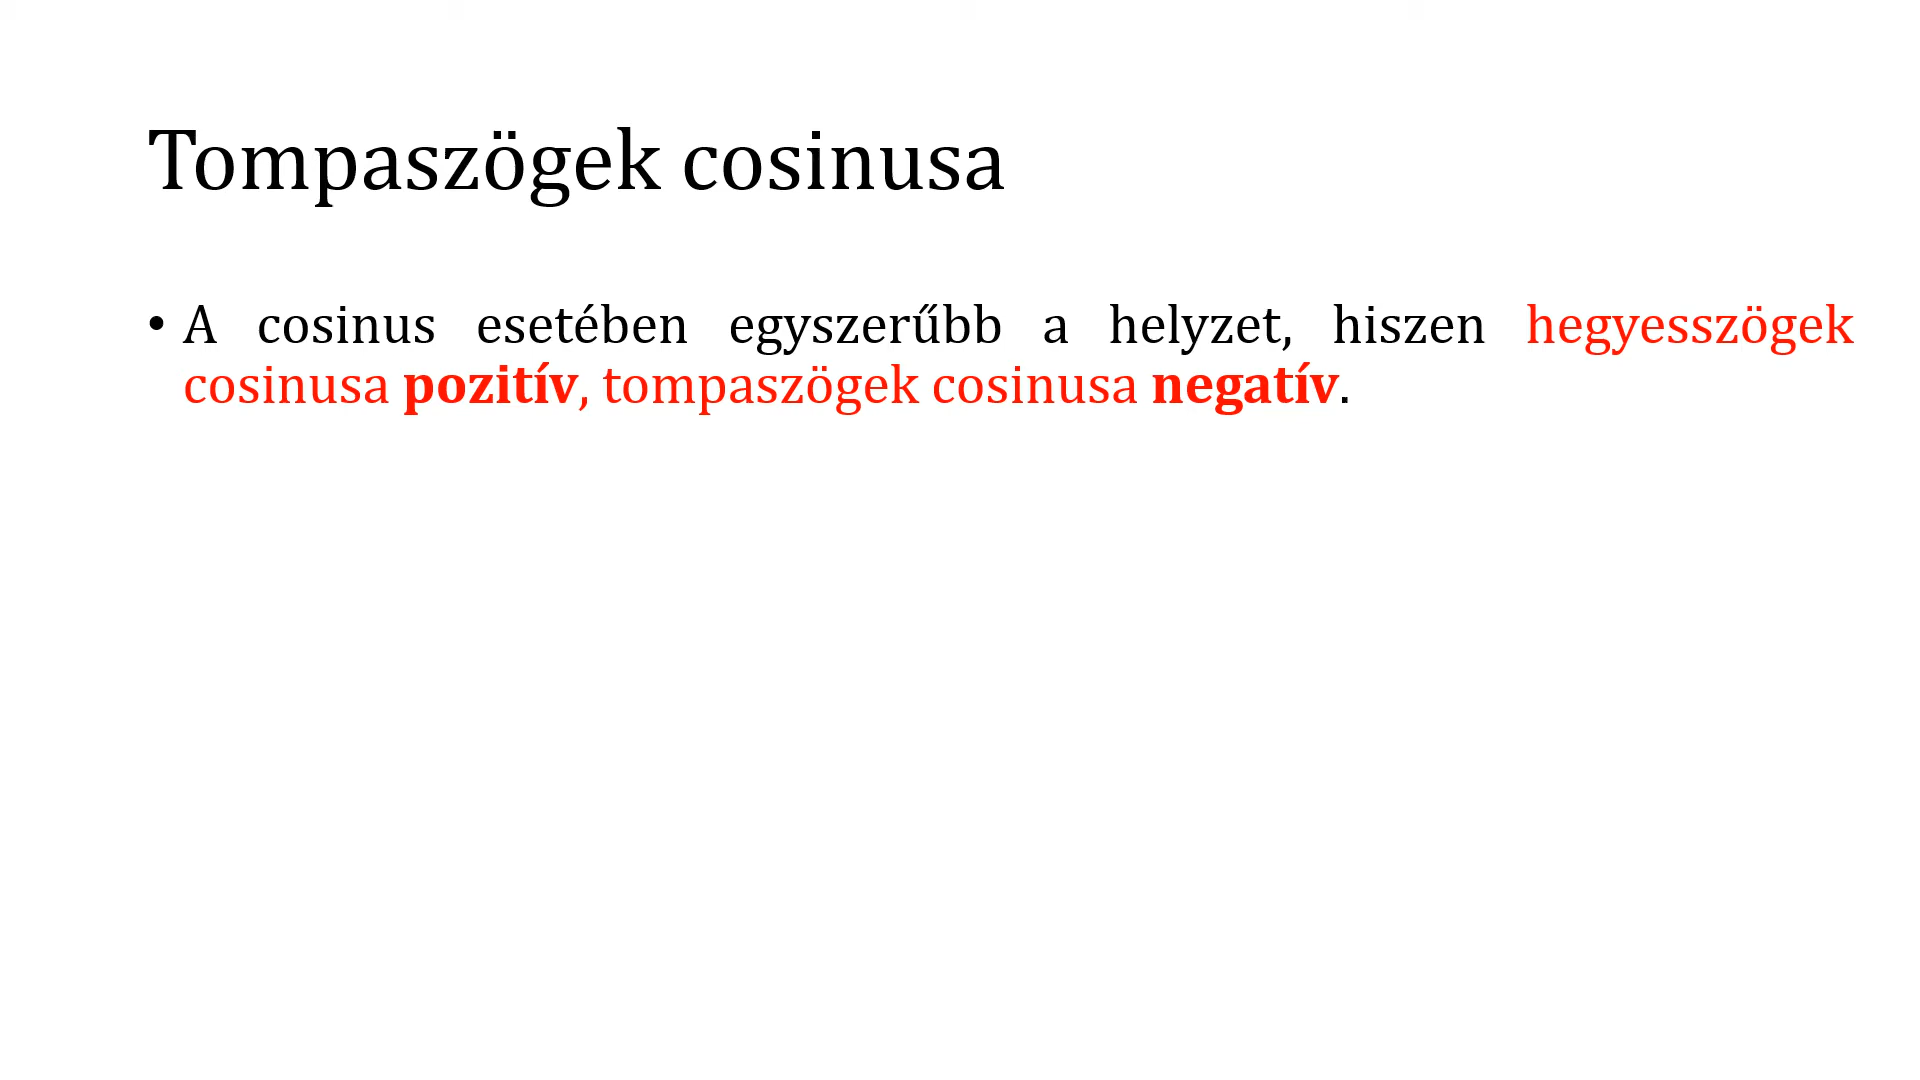 Tompaszögek cosinusa
• A cosinus esetében egyszerűbb a helyzet, hiszen hegyesszögek
cosinusa pozitív, tompaszögek cosinusa negatív.